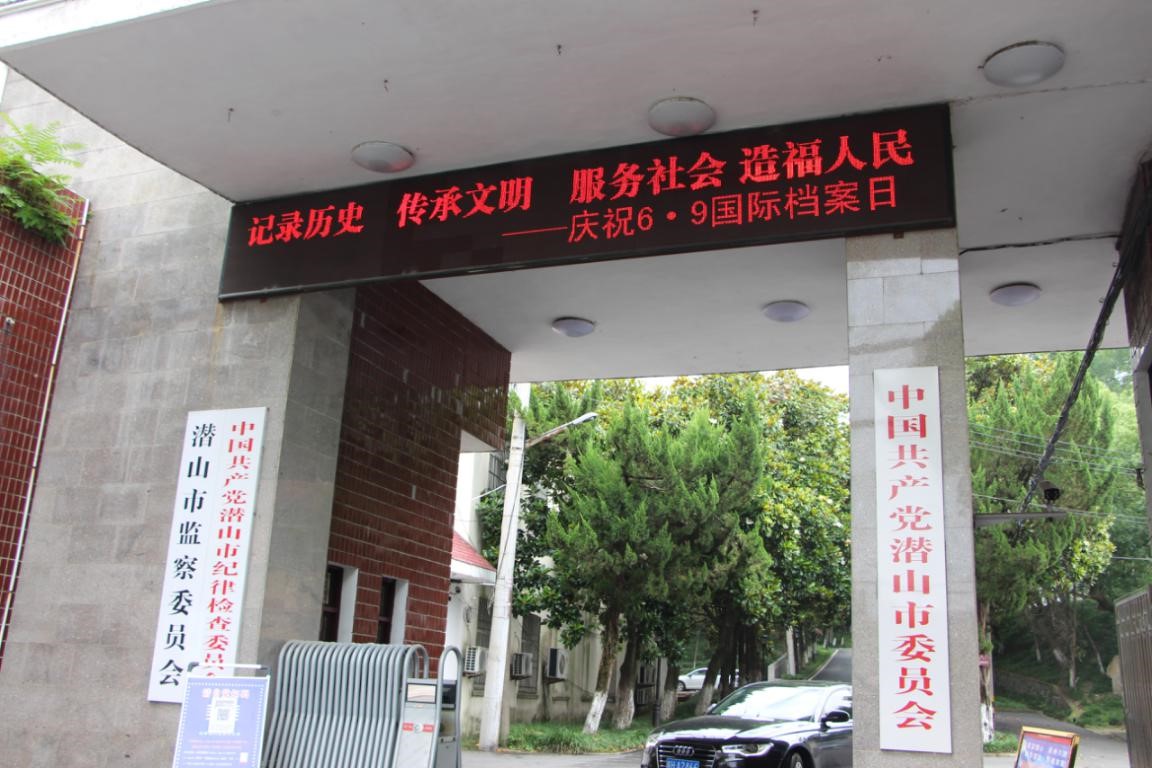 记录历史 传承文明 服务社会 造福人民
——庆祝6·9国际档案日
中国共产党潜山市纪律检查委员会
潜山市监察委员会
中国共产党潜山市委员会